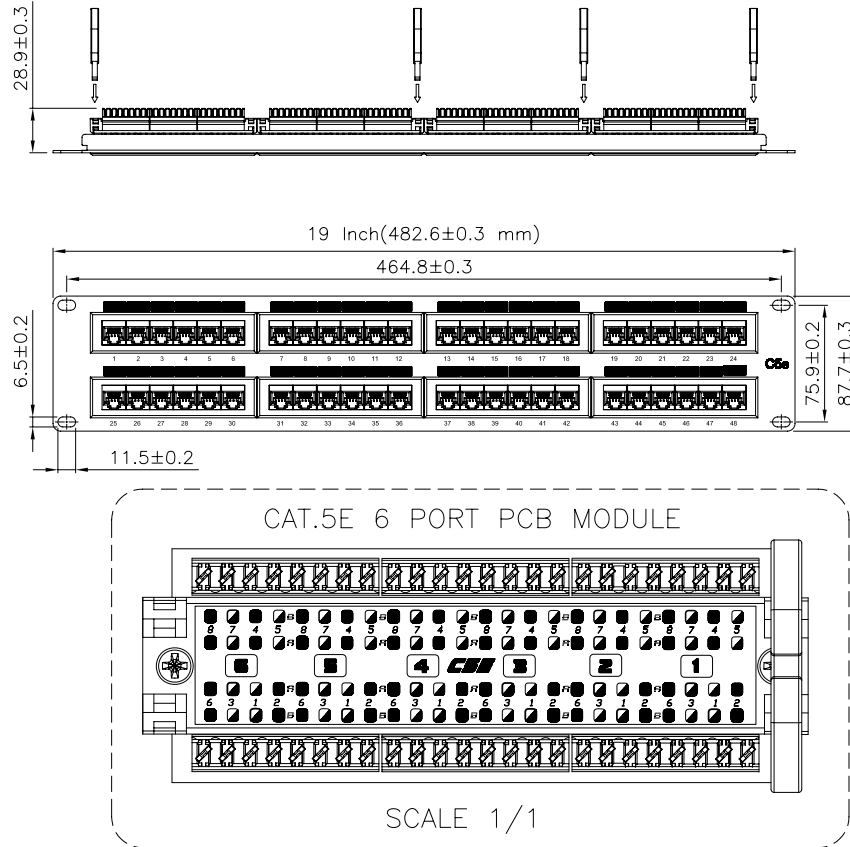 28.9±0.3
19 Inch(482.6±0.3 mm)
464.8±0.3
1 2 3 4 5 6 7 8 9 10 11 12 13 14 15 16 17 18 19 20 21 22 23 24
C5e
25 26 27 28 29 30 31 32 33 34 35 36 37 38 39 40 41 42 43 44 45 46 47 48
6.5±0.2
11.5±0.2
75.9±0.2
87.7±0.3
CAT.5E 6 PORT PCB MODULE
8 7 4 5 B 8 7 4 5 B 8 7 4 5 B 8 7 4 5 B 8 7 4 5 B 8 7 4 5
A A A A A
6 5 4 3 2 1
A A A A A
6 3 1 2 6 3 1 2 6 3 1 2 6 3 1 2 6 3 1 2 6 3 1 2
B B B B B
SCALE 1/1